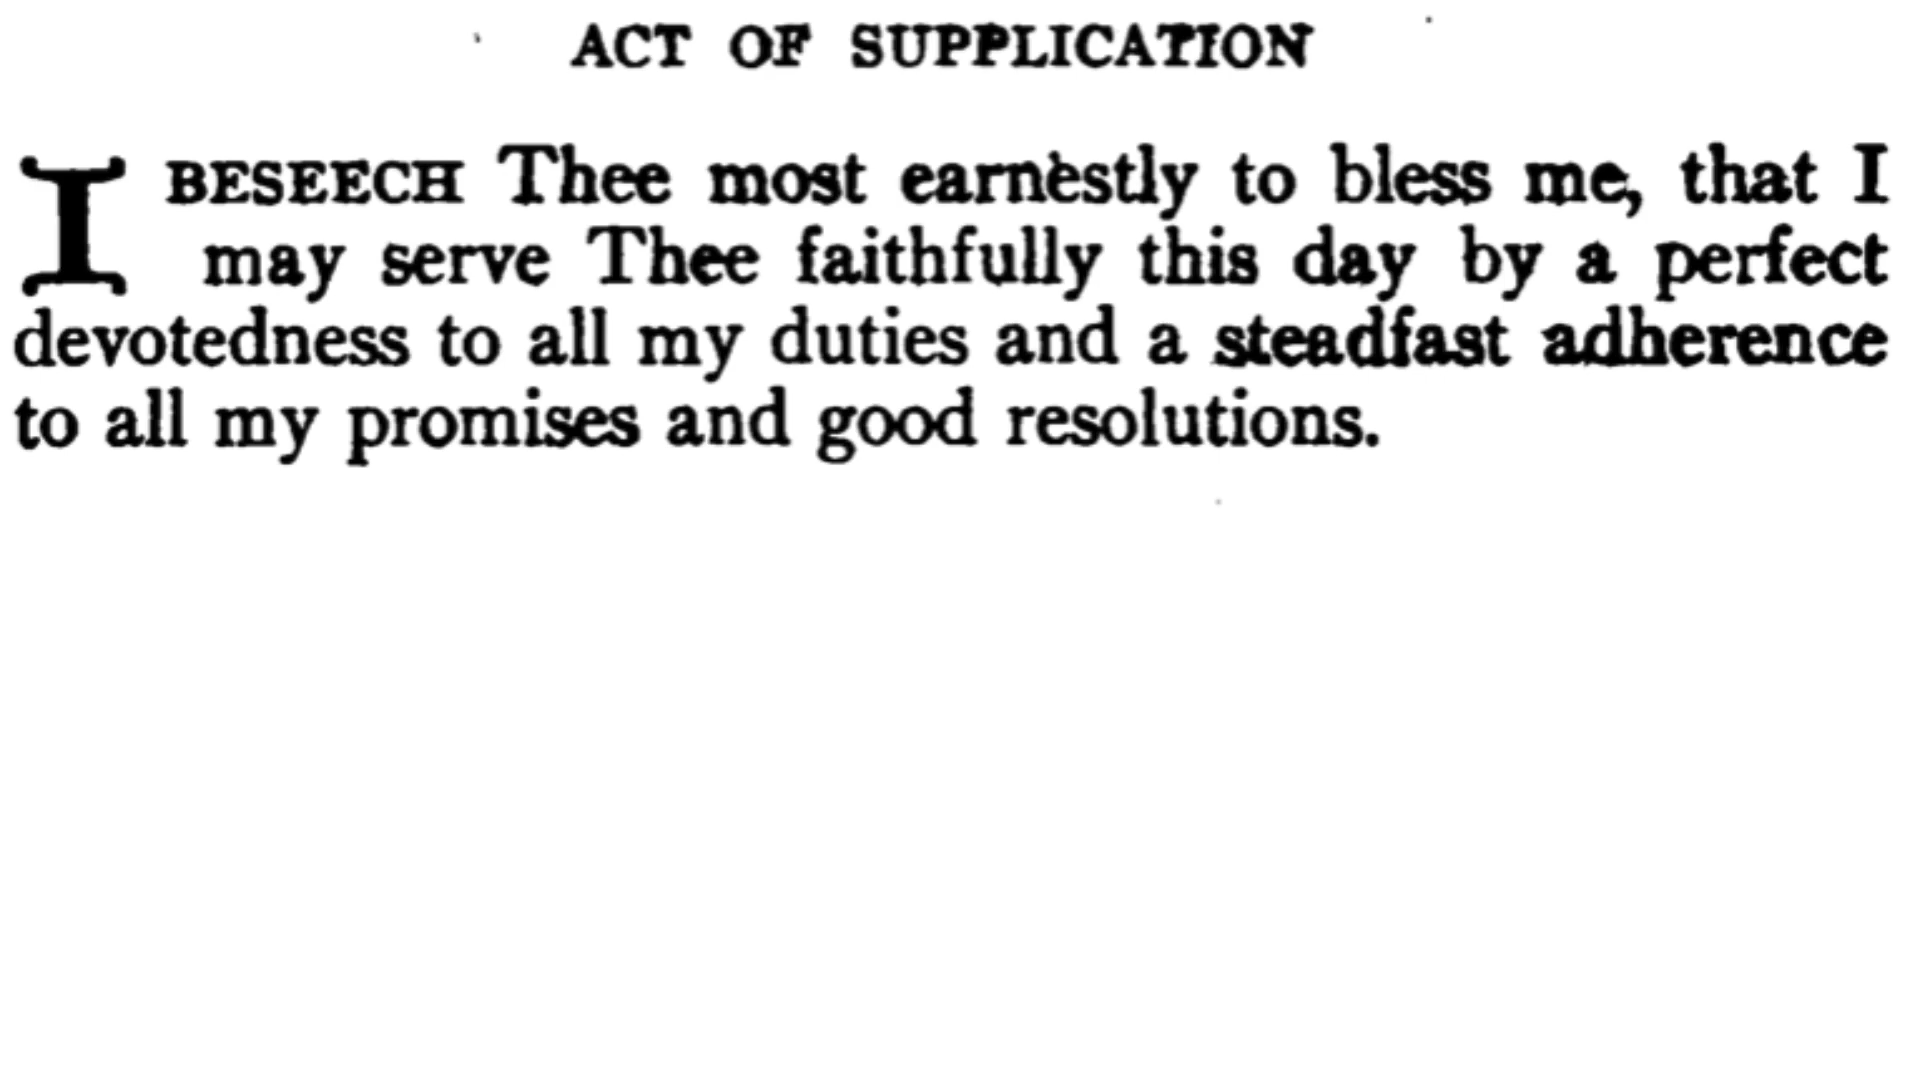 ACT OF SUPPLICATION
I BESEECH Thee most earnestly to bless me, that I
may serve Thee faithfully this day by a perfect
devotedness to all my duties and a steadfast adherence
to all my promises and good resolutions.